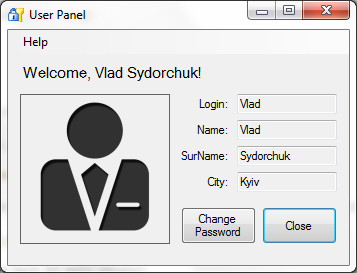 User Panel
Help
Welcome, Vlad Sydorchuk!
Login: Vlad
Name: Vlad
SurName: Sydorchuk
City: Kyiv
Change
Password
Close